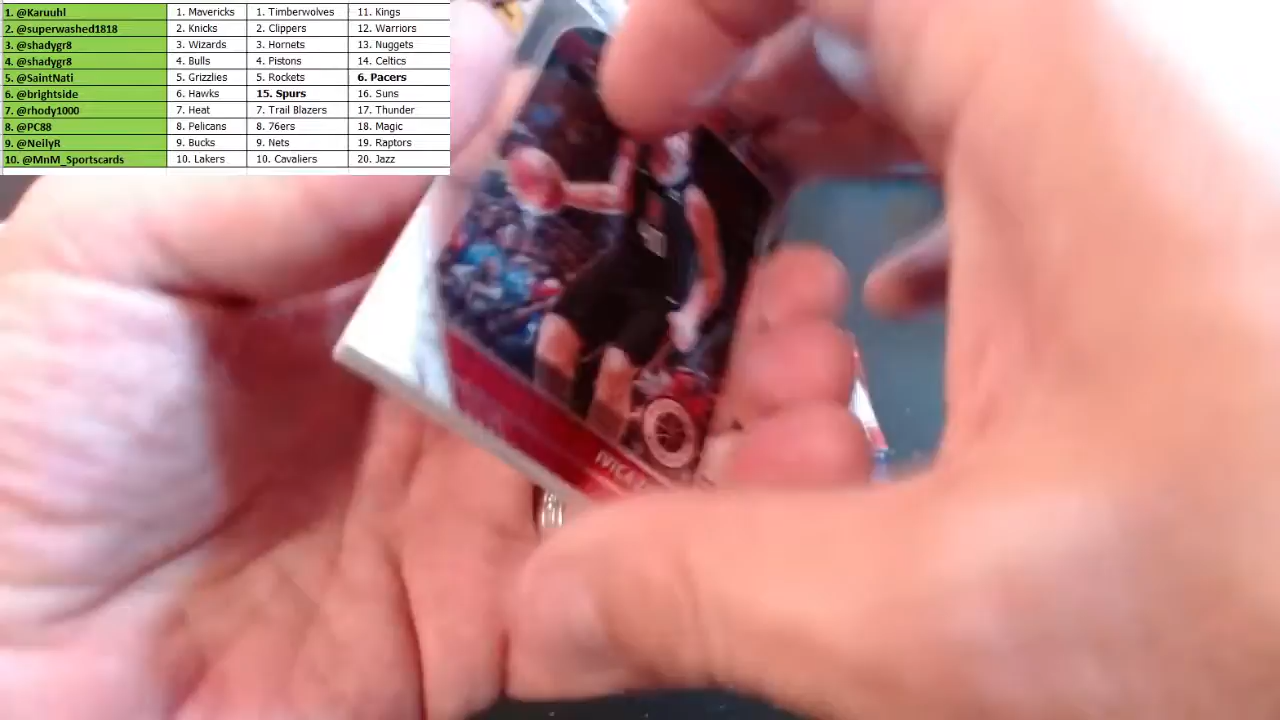 1. @Karuuhl 1. Mavericks 1. Timberwolves 11. Kings
2. @superwashed1818 2. Knicks 2. Clippers 12. Warriors
3. @shadygr8 3. Wizards 3. Hornets 13. Nuggets
4. @shadygr8 4. Bulls 4. Pistons 14. Celtics
5. @SaintNati 5. Grizzlies 5. Rockets 6. Pacers
6. @brightside 6. Hawks 15. Spurs 16. Suns
7. @rhody1000 7. Heat 7. Trail Blazers 17. Thunder
8. @PC88 8. Pelicans 8. 76ers 18. Magic
9. @NeilyR 9. Bucks 9. Nets 19. Raptors
10. @MnM_Sportscards 10. Lakers 10. Cavaliers 20. Jazz